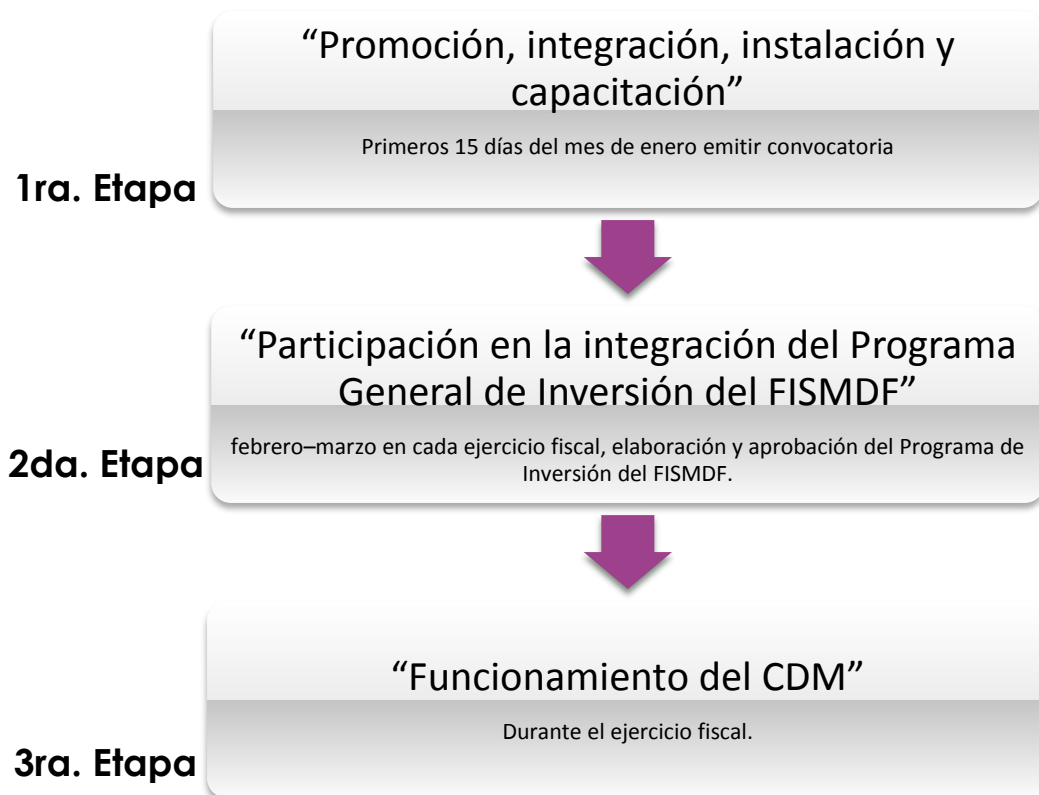 “Promoción, integración, instalación y
capacitación”
Primeros 15 días del mes de enero emitir convocatoria
1ra. Etapa
“Participación en la integración del Programa
General de Inversión del FISMDF”
febrero–marzo en cada ejercicio fiscal, elaboración y aprobación del Programa de
Inversión del FISMDF.
2da. Etapa
“Funcionamiento del CDM”
Durante el ejercicio fiscal.
3ra. Etapa